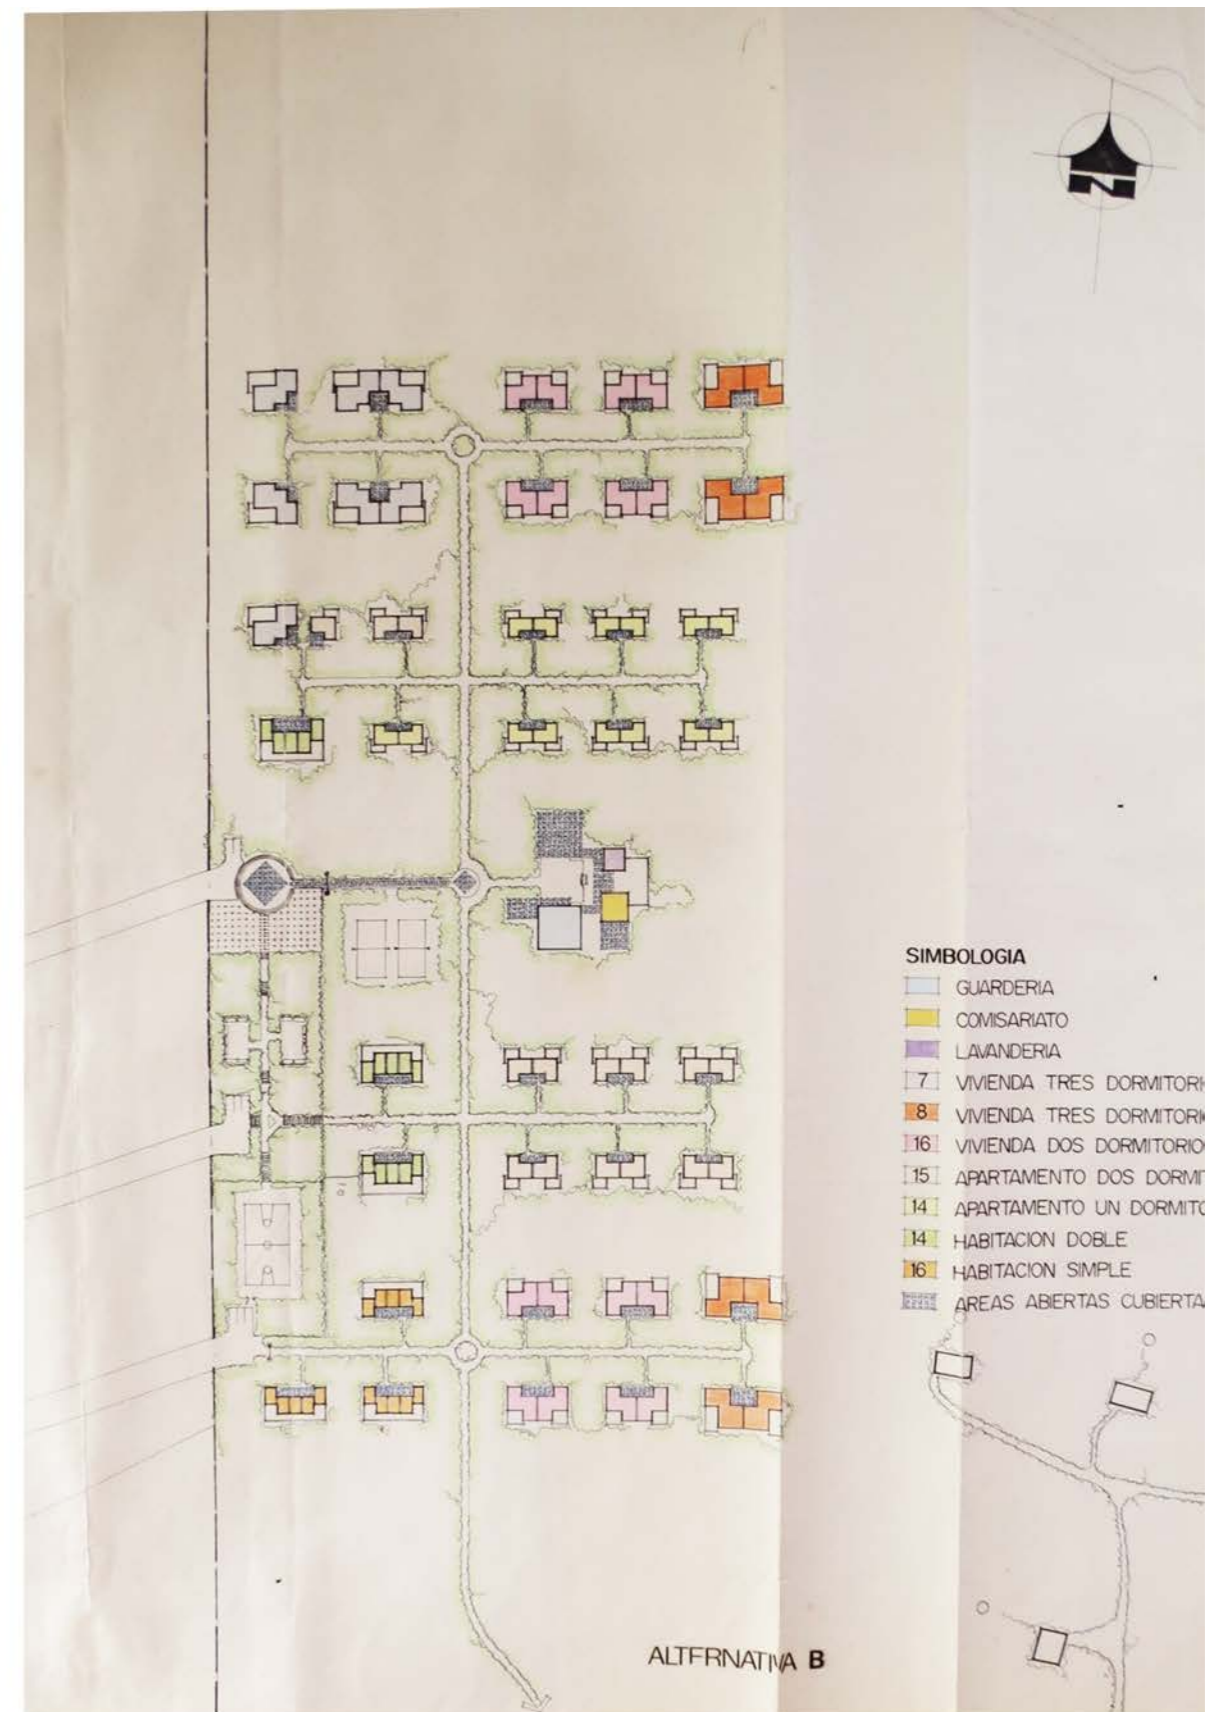 N
SIMBOLOGIA
GUARDERIA
COMISARIATO
LAVANDERIA
7 VIVIENDA TRES DORMITORI
8 VIVIENDA TRES DORMITORI
16 VIVIENDA DOS DORMITORIO
15 APARTAMENTO DOS DORMI
14 APARTAMENTO UN DORMITO
14 HABITACION DOBLE
16 HABITACION SIMPLE
AREAS ABIERTAS CUBIERTA
ALTERNATIVA B